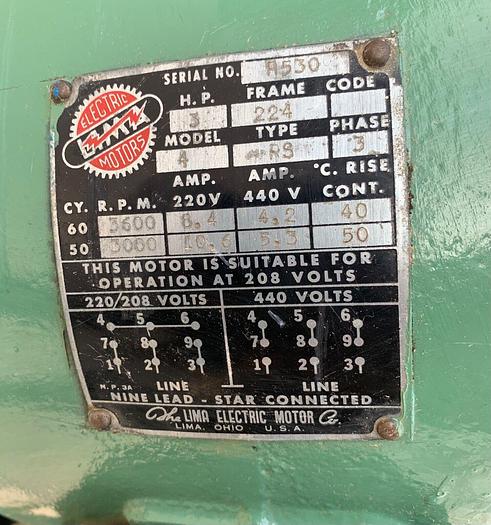 SERIAL NO. H530
H.P. FRAME CODE
3 224
MODEL TYPE PHASE
4 RS 3
AMP. AMP. °C. RISE
CY. R.P.M. 220V 440V CONT.
60 3600 8.4 4.2 40
50 3000 10.6 5.3 50
ELECTRIC
LIMA
MOTORS
THIS MOTOR IS SUITABLE FOR
OPERATION AT 208 VOLTS
220/208 VOLTS 440 VOLTS
4 5 6 4 5 6
7 8 9 7 8 9
1 2 3 1 2 3
N.P. 3A LINE LINE
NINE LEAD - STAR CONNECTED
The LIMA ELECTRIC MOTOR Co.
LIMA, OHIO U.S.A.